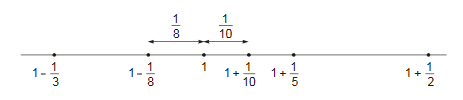 1/8 1/10
1 − 1/3 1 − 1/8 1 1 + 1/10 1 + 1/5 1 + 1/2